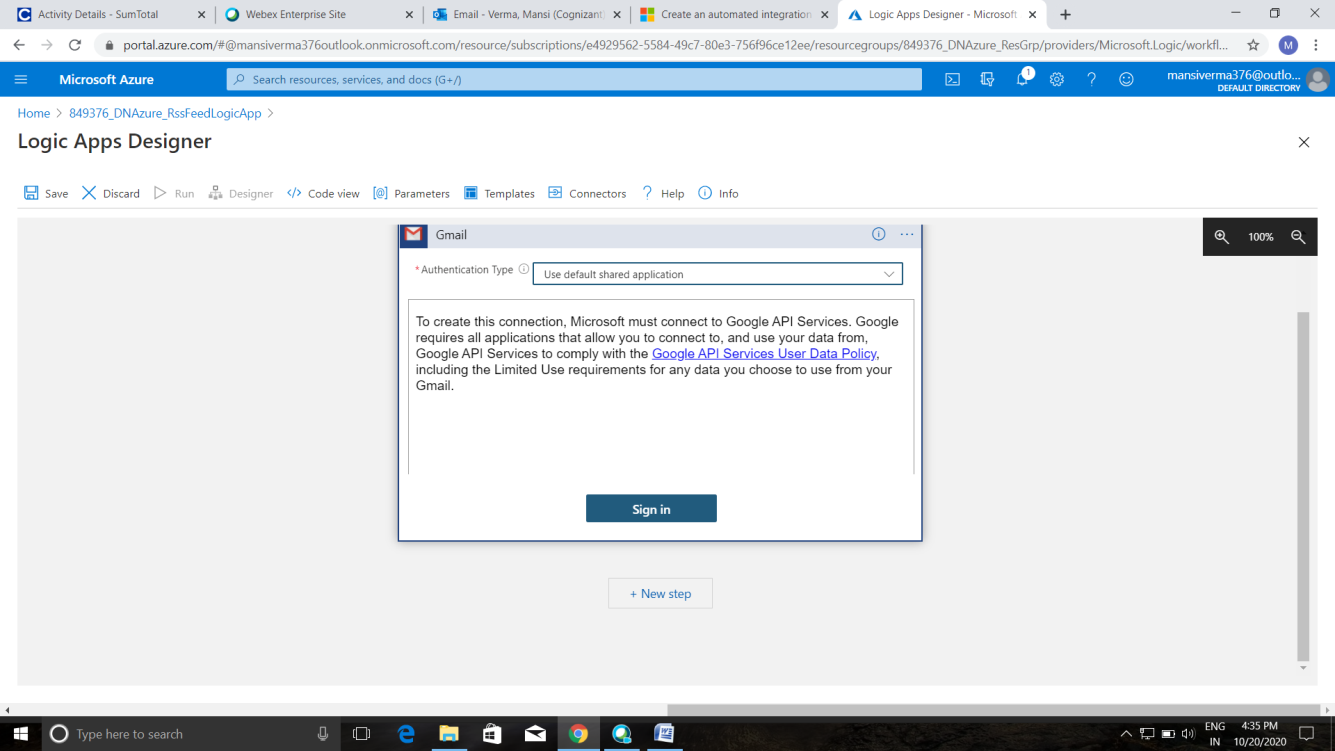 Activity Details - SumTotal
Webex Enterprise Site
Email - Verma, Mansi (Cognizant)
Create an automated integration
Logic Apps Designer - Microsoft
portal.azure.com/#@mansiverma376outlook.onmicrosoft.com/resource/subscriptions/e4929562-5584-49c7-80e3-756f96ce12ee/resourcegroups/849376_DNAzure_ResGrp/providers/Microsoft.Logic/workfl...
M
Microsoft Azure
Search resources, services, and docs (G+/)
1
mansiverma376@outlo...
DEFAULT DIRECTORY
Home > 849376_DNAzure_RssFeedLogicApp >
Logic Apps Designer
Save
Discard
Run
Designer
Code view
Parameters
Templates
Connectors
Help
Info
Gmail
100%
* Authentication Type
Use default shared application
To create this connection, Microsoft must connect to Google API Services. Google
requires all applications that allow you to connect to, and use your data from,
Google API Services to comply with the Google API Services User Data Policy,
including the Limited Use requirements for any data you choose to use from your
Gmail.
Sign in
+ New step
Type here to search
ENG
IN
4:35 PM
10/20/2020